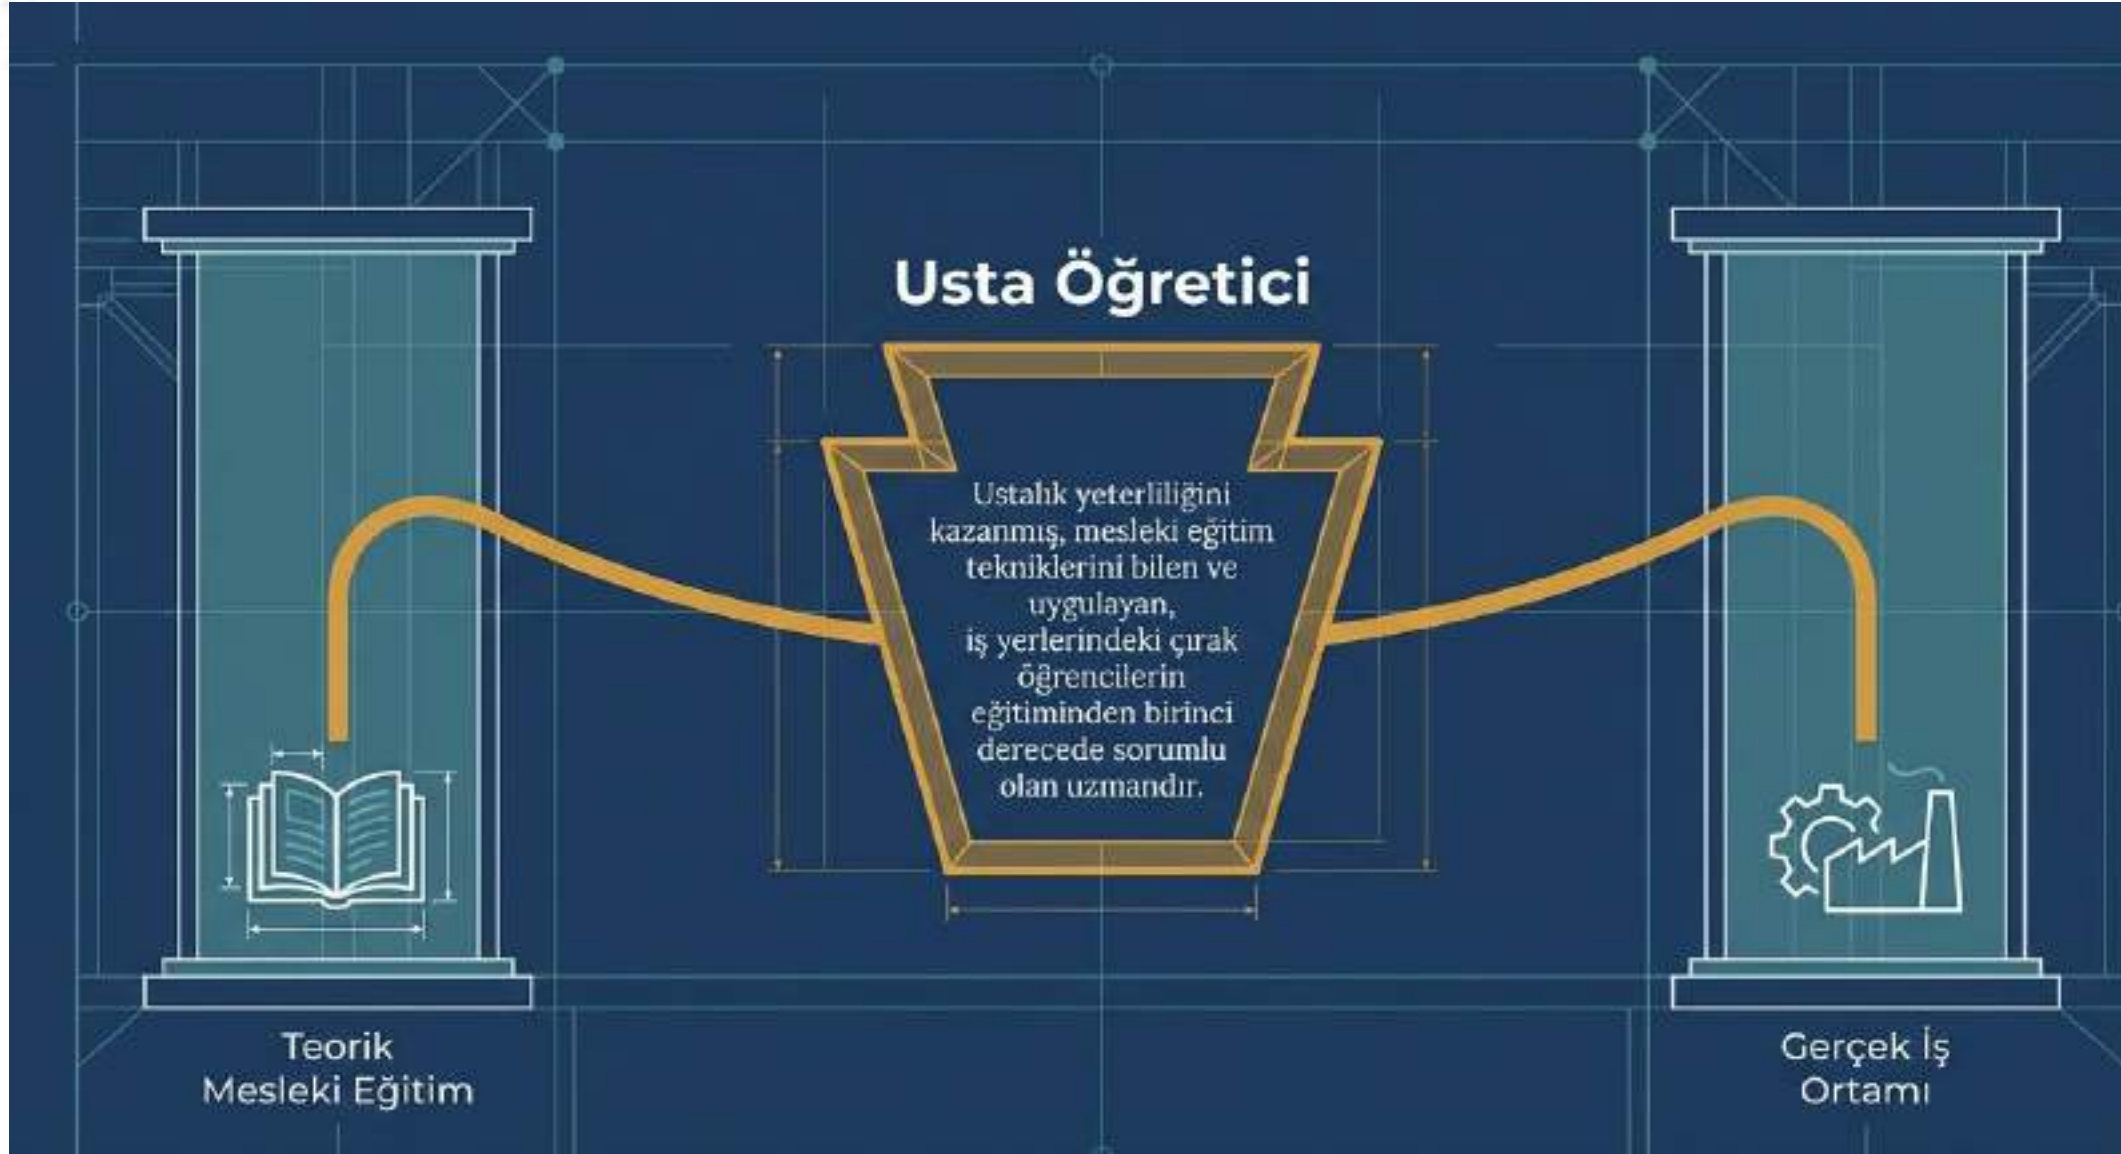 Usta Öğretici
Ustalık yeterliliğini
kazanmış, mesleki eğitim
tekniklerini bilen ve
uygulayan,
iş yerlerindeki çırak
öğrencilerin
eğitiminden birinci
derecede sorumlu
olan uzmandır.
Teorik
Mesleki Eğitim
Gerçek İş
Ortamı